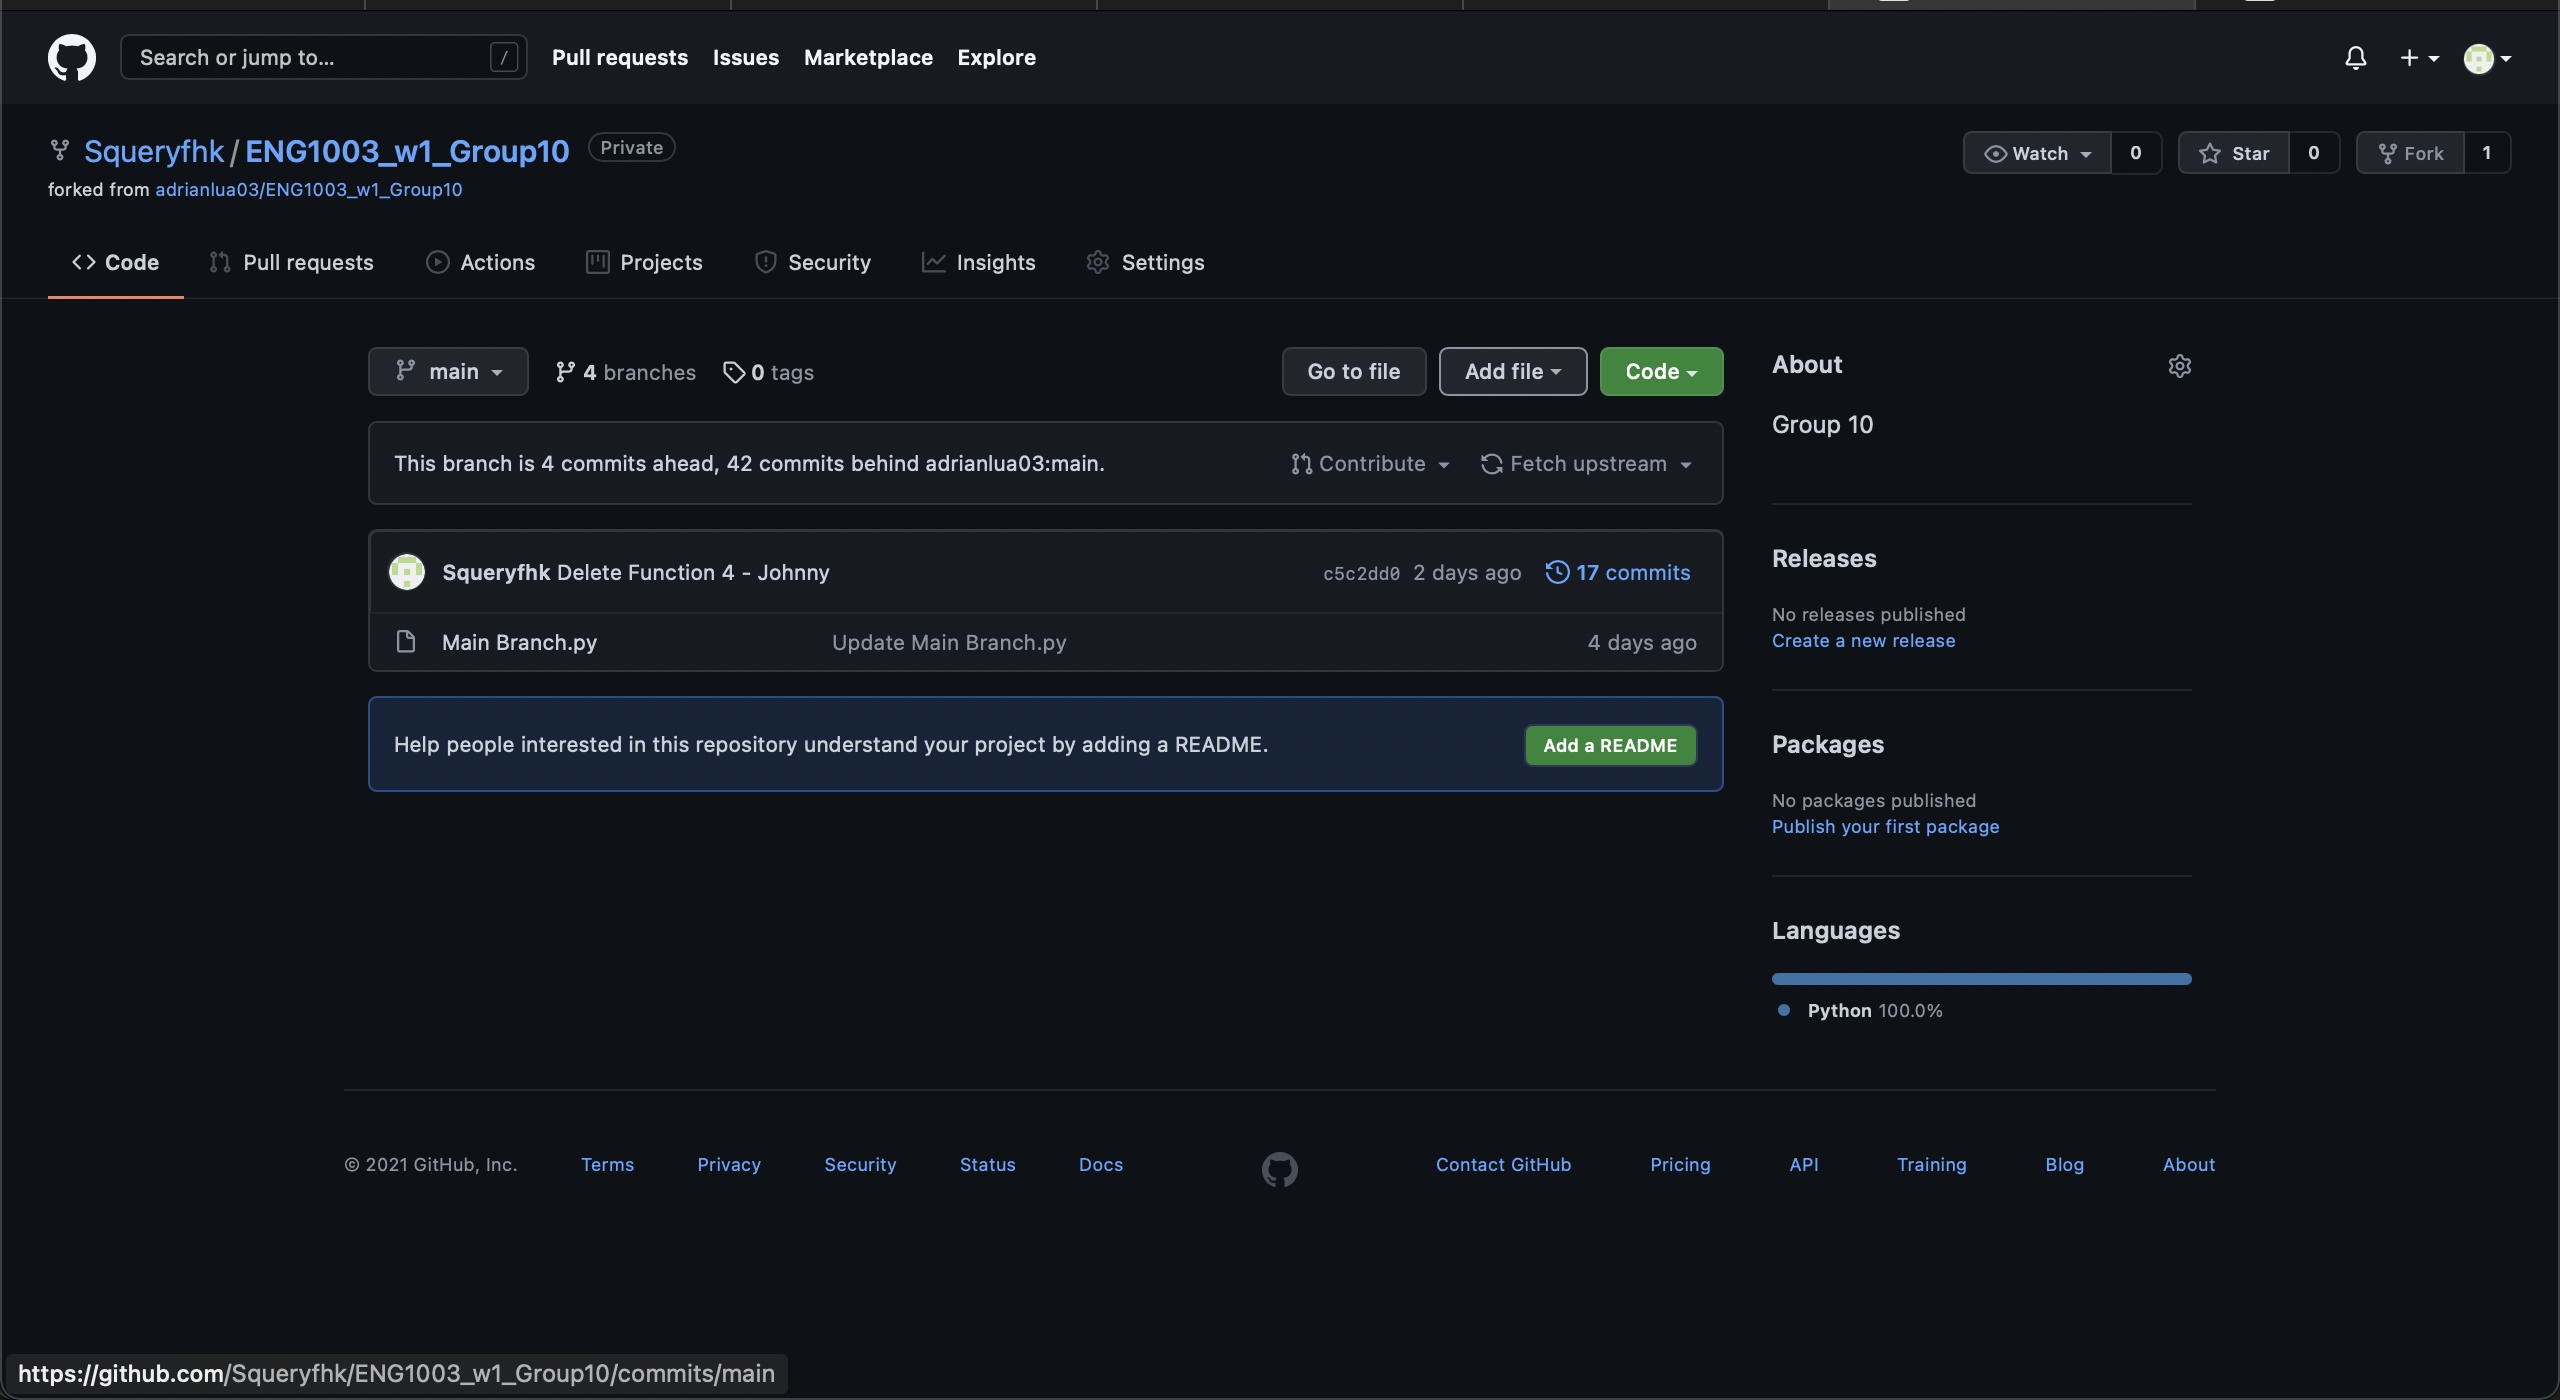 Search or jump to... /
Pull requests Issues Marketplace Explore
Squeryfhk / ENG1003_w1_Group10 Private
Watch 0 Star 0 Fork 1
forked from adrianlua03/ENG1003_w1_Group10
Code Pull requests Actions Projects Security Insights Settings
main 4 branches 0 tags Go to file Add file Code
This branch is 4 commits ahead, 42 commits behind adrianlua03:main. Contribute Fetch upstream
Squeryfhk Delete Function 4 - Johnny c5c2dd0 2 days ago 17 commits
Main Branch.py Update Main Branch.py 4 days ago
Help people interested in this repository understand your project by adding a README. Add a README
About
Group 10
Releases
No releases published
Create a new release
Packages
No packages published
Publish your first package
Languages
Python 100.0%
© 2021 GitHub, Inc. Terms Privacy Security Status Docs Contact GitHub Pricing API Training Blog About
https://github.com/Squeryfhk/ENG1003_w1_Group10/commits/main